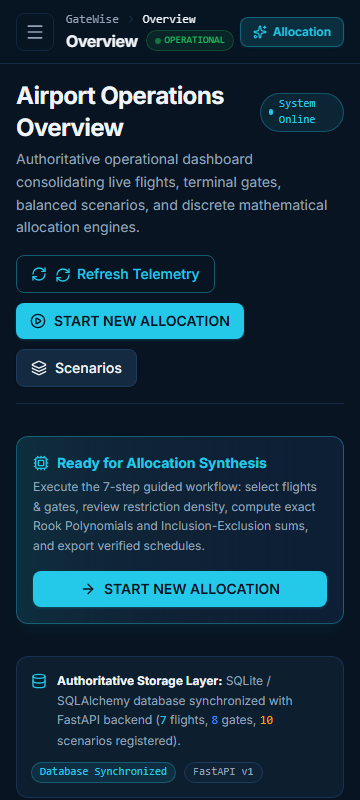 GateWise › Overview
Overview OPERATIONAL Allocation
Airport Operations
Overview
System
Online
Authoritative operational dashboard
consolidating live flights, terminal gates,
balanced scenarios, and discrete mathematical
allocation engines.
Refresh Telemetry
START NEW ALLOCATION
Scenarios
Ready for Allocation Synthesis
Execute the 7-step guided workflow: select flights
& gates, review restriction density, compute exact
Rook Polynomials and Inclusion-Exclusion sums,
and export verified schedules.
START NEW ALLOCATION
Authoritative Storage Layer: SQLite /
SQLAlchemy database synchronized with
FastAPI backend (7 flights, 8 gates, 10
scenarios registered).
Database Synchronized FastAPI v1